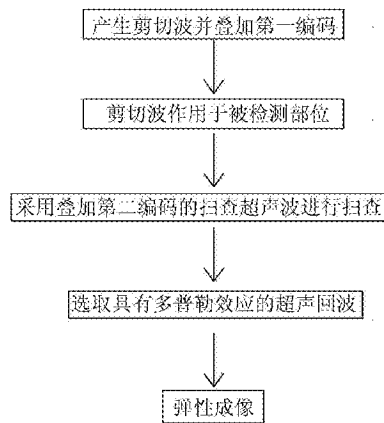 产生剪切波并叠加第一编码
剪切波作用于被检测部位
采用叠加第二编码的扫查超声波进行扫查
选取具有多普勒效应的超声回波
弹性成像